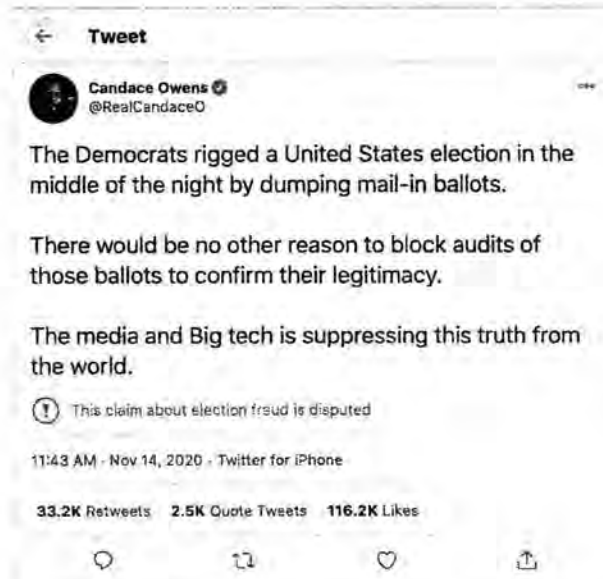 Tweet
Candace Owens
@RealCandaceO
The Democrats rigged a United States election in the
middle of the night by dumping mail-in ballots.
There would be no other reason to block audits of
those ballots to confirm their legitimacy.
The media and Big tech is suppressing this truth from
the world.
This claim about election fraud is disputed
11:43 AM · Nov 14, 2020 · Twitter for iPhone
33.2K Retweets 2.5K Quote Tweets 116.2K Likes